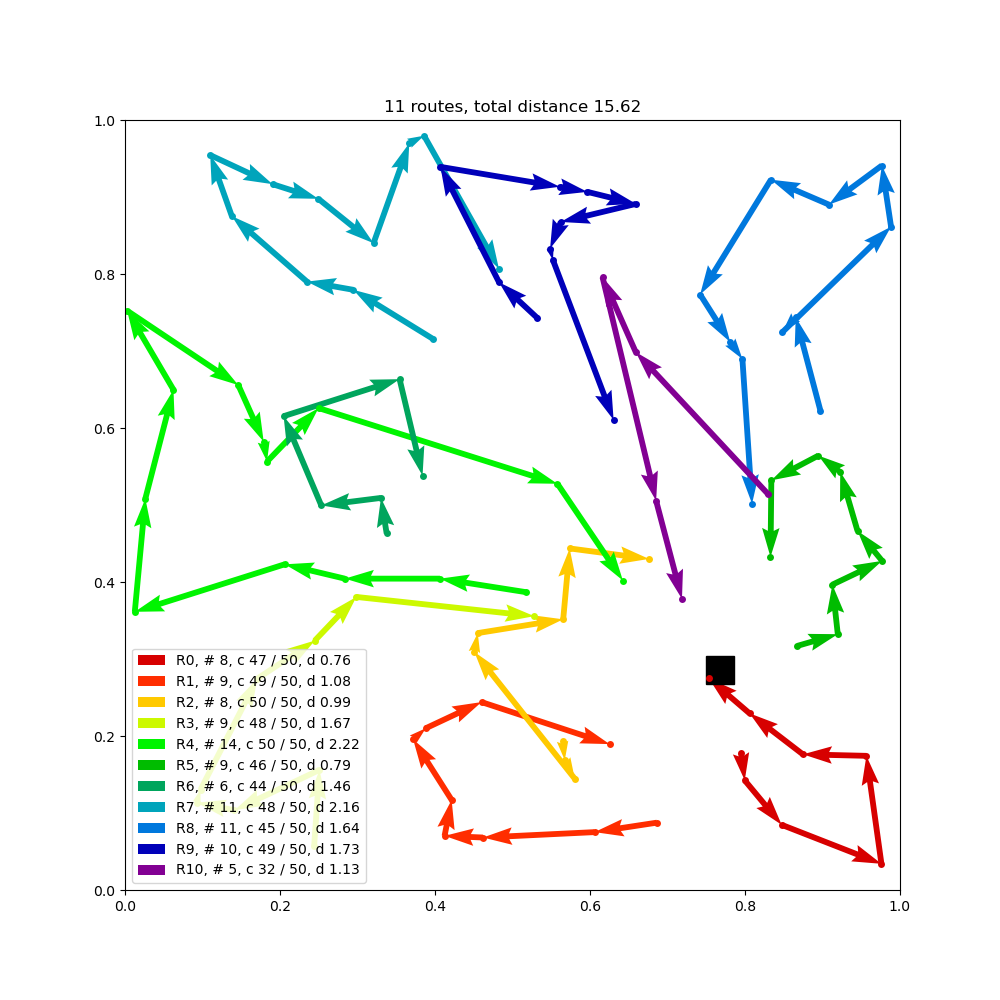 11 routes, total distance 15.62
1.0
0.8
0.6
0.4
0.2
0.0
R0, # 8, c 47 / 50, d 0.76
R1, # 9, c 49 / 50, d 1.08
R2, # 8, c 50 / 50, d 0.99
R3, # 9, c 48 / 50, d 1.67
R4, # 14, c 50 / 50, d 2.22
R5, # 9, c 46 / 50, d 0.79
R6, # 6, c 44 / 50, d 1.46
R7, # 11, c 48 / 50, d 2.16
R8, # 11, c 45 / 50, d 1.64
R9, # 10, c 49 / 50, d 1.73
R10, # 5, c 32 / 50, d 1.13
0.0 0.2 0.4 0.6 0.8 1.0